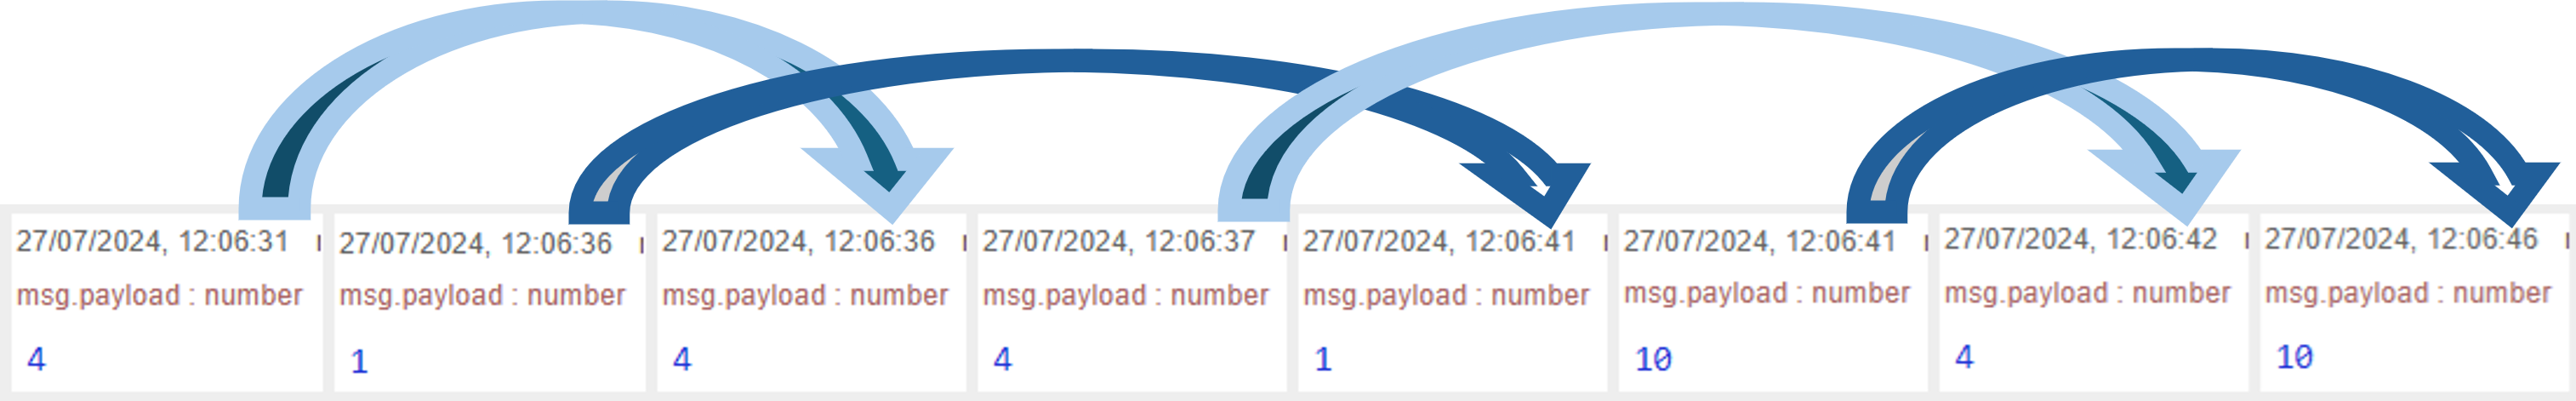 27/07/2024, 12:06:31
msg.payload : number
4
27/07/2024, 12:06:36
msg.payload : number
1
27/07/2024, 12:06:36
msg.payload : number
4
27/07/2024, 12:06:37
msg.payload : number
4
27/07/2024, 12:06:41
msg.payload : number
1
27/07/2024, 12:06:41
msg.payload : number
10
27/07/2024, 12:06:42
msg.payload : number
4
27/07/2024, 12:06:46
msg.payload : number
10